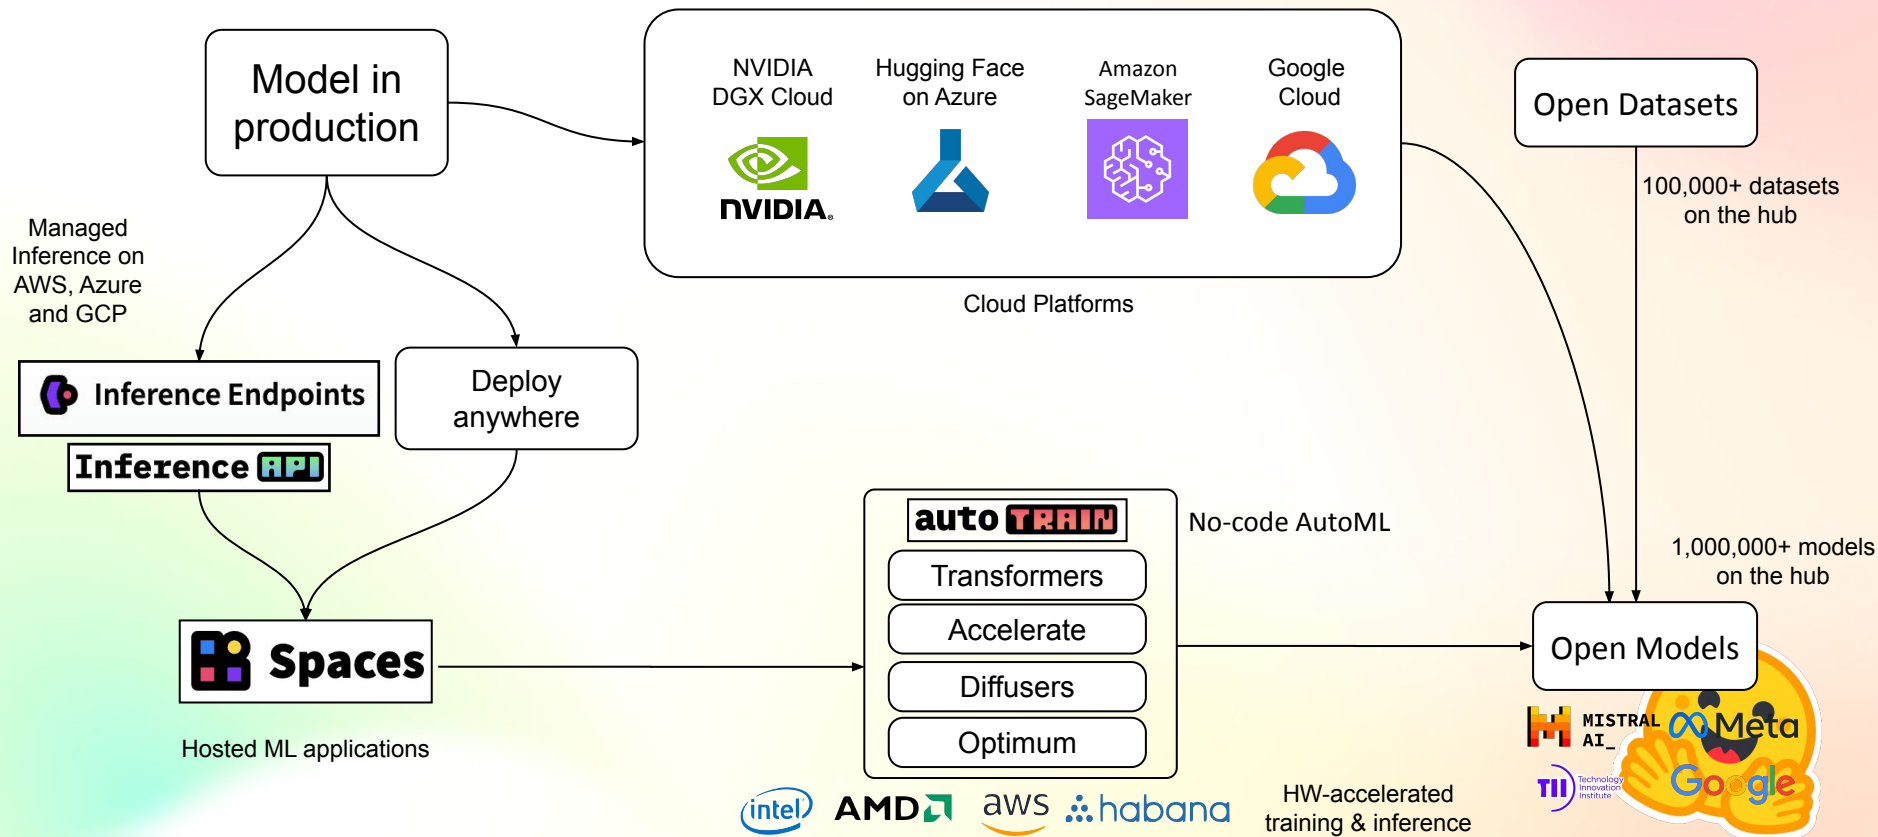 Model in
production
NVIDIA
DGX Cloud
Hugging Face
on Azure
Amazon
SageMaker
Google
Cloud
nVIDIA.
Cloud Platforms
Open Datasets
100,000+ datasets
on the hub
Managed
Inference on
AWS, Azure
and GCP
Inference Endpoints
Inference API
Deploy
anywhere
Spaces
Hosted ML applications
auto TRAIN
No-code AutoML
Transformers
Accelerate
Diffusers
Optimum
intel
AMD
aws
habana
HW-accelerated
training & inference
1,000,000+ models
on the hub
Open Models
MISTRAL
AI_
Meta
TII
Technology
Innovation
Institute
Google